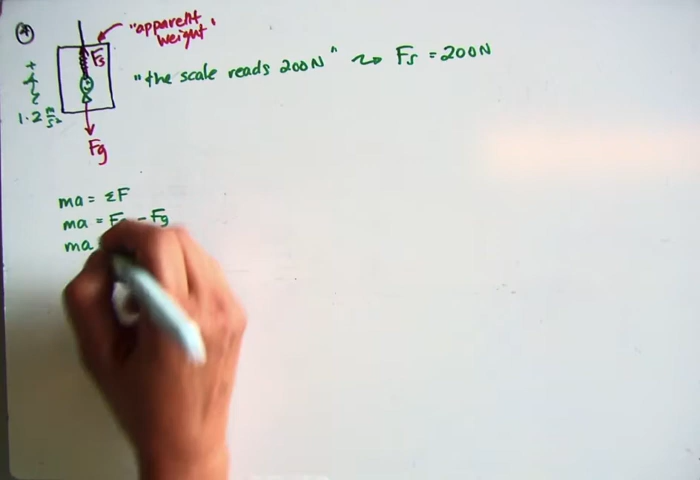 4
"apparent
weight"
Fs
+
1.2 m/s²
Fg
"the scale reads 200N" ⤳ Fs = 200N
ma = ΣF
ma = F - Fg
ma